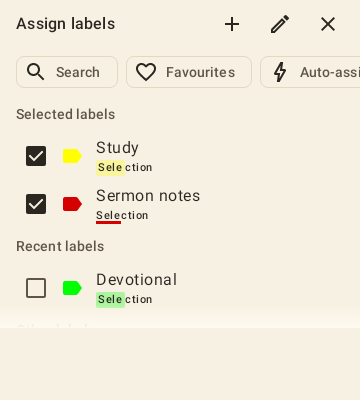 Assign labels
Search
Favourites
Auto-assi
Selected labels
Study
Selection
Sermon notes
Selection
Recent labels
Devotional
Selection